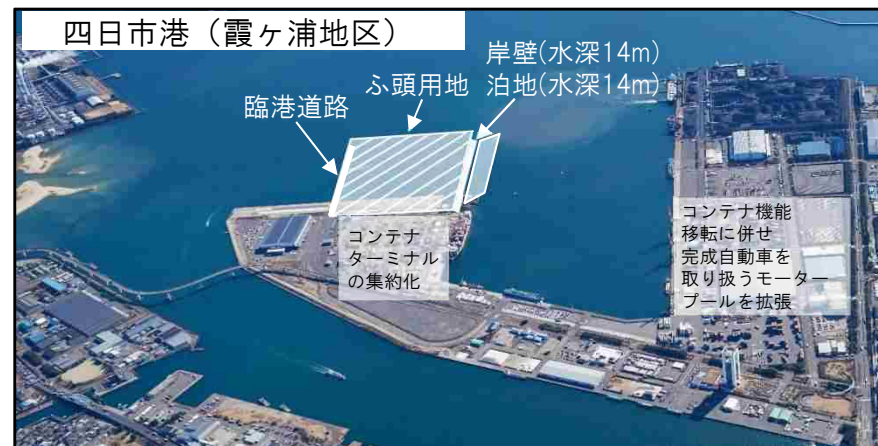 四日市港（霞ヶ浦地区）
岸壁(水深14m)
ふ頭用地
泊地(水深14m)
臨港道路
コンテナ
ターミナル
の集約化
コンテナ機能
移転に併せ
完成自動車を
取り扱うモーター
プールを拡張